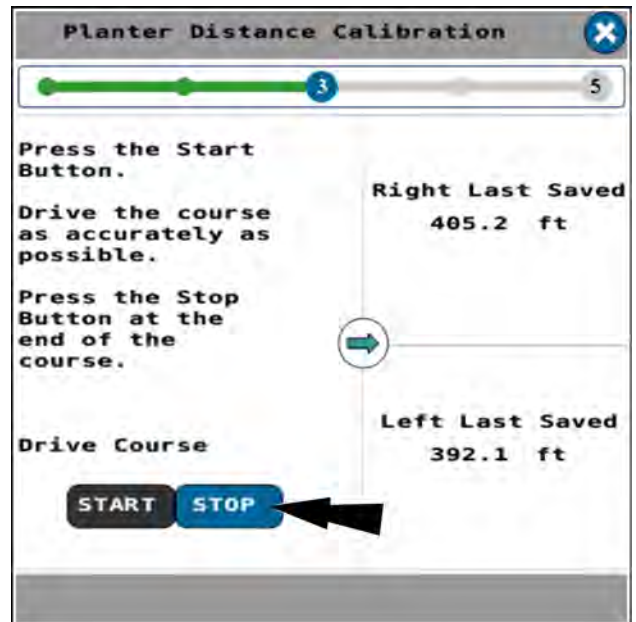 Planter Distance Calibration
3
5
Press the Start
Button.
Drive the course
as accurately as
possible.
Press the Stop
Button at the
end of the
course.
Drive Course
START STOP
Right Last Saved
405.2 ft
Left Last Saved
392.1 ft